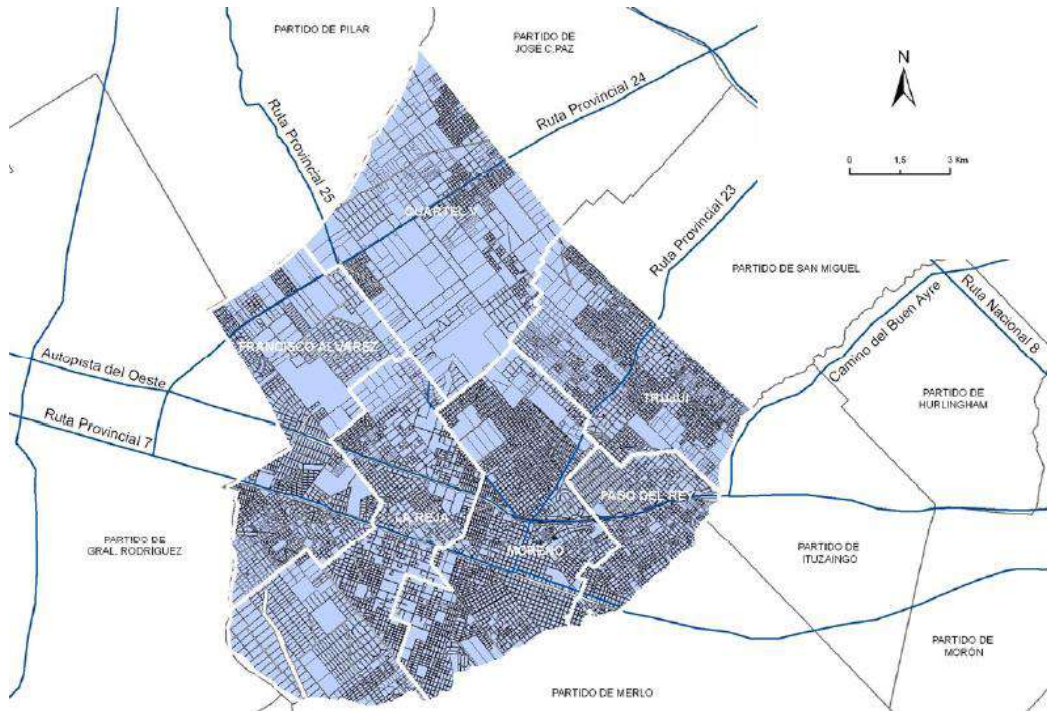 PARTIDO DE PILAR
PARTIDO DE
JOSE C.PAZ
N
Ruta Provincial 24
Ruta Provincial 25
0 1,5 3 Km
CUARTEL V
Ruta Provincial 23
PARTIDO DE SAN MIGUEL
Ruta Nacional 8
Camino del Buen Ayre
FRANCISCO ALVAREZ
Autopista del Oeste
TRUJUI
PARTIDO DE
HURLINGHAM
Ruta Provincial 7
PASO DEL REY
LA REJA
MORENO
PARTIDO DE
GRAL. RODRÍGUEZ
PARTIDO DE
ITUZAINGO
PARTIDO DE
MORÓN
PARTIDO DE MERLO